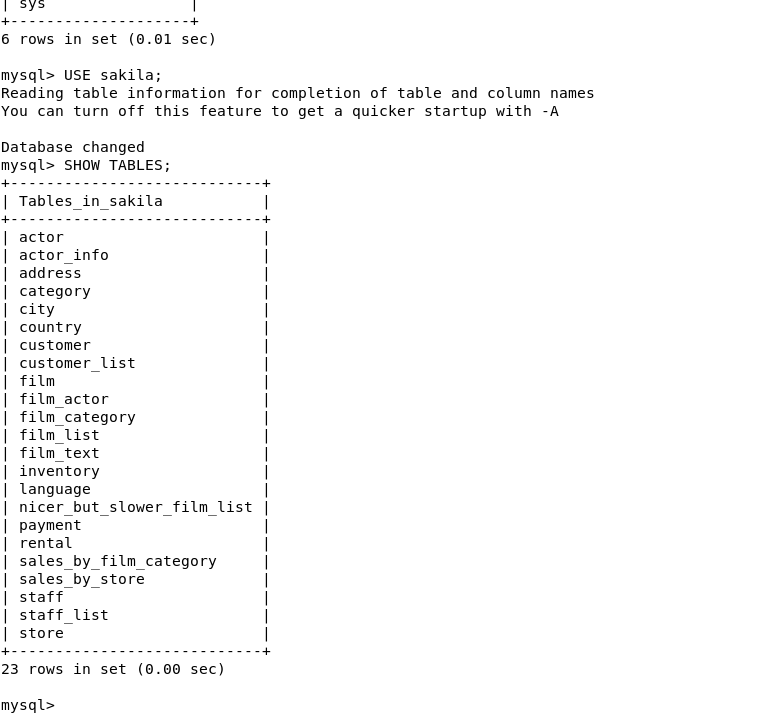 | sys                |
+--------------------+
6 rows in set (0.01 sec)

mysql> USE sakila;
Reading table information for completion of table and column names
You can turn off this feature to get a quicker startup with -A

Database changed
mysql> SHOW TABLES;
+----------------------------+
| Tables_in_sakila           |
+----------------------------+
| actor                      |
| actor_info                 |
| address                    |
| category                   |
| city                       |
| country                    |
| customer                   |
| customer_list              |
| film                       |
| film_actor                 |
| film_category              |
| film_list                  |
| film_text                  |
| inventory                  |
| language                   |
| nicer_but_slower_film_list |
| payment                    |
| rental                     |
| sales_by_film_category     |
| sales_by_store             |
| staff                      |
| staff_list                 |
| store                      |
+----------------------------+
23 rows in set (0.00 sec)

mysql>